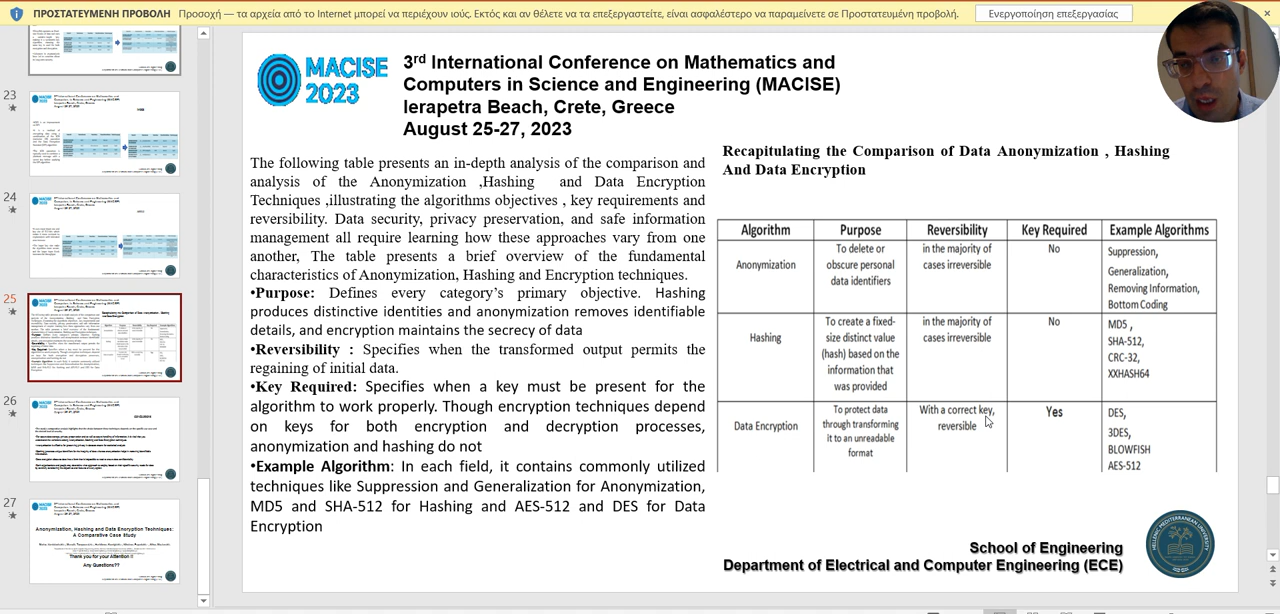 ΠΡΟΣΤΑΤΕΥΜΕΝΗ ΠΡΟΒΟΛΗ Προσοχή — τα αρχεία από το Internet μπορεί να περιέχουν ιούς. Εκτός και αν θέλετε να τα επεξεργαστείτε, είναι ασφαλέστερο να παραμείνετε σε Προστατευμένη προβολή. Ενεργοποίηση επεξεργασίας
23
24
25
26
27
Anonymization, Hashing and Data Encryption Techniques:
A Comparative Case Study
Thank you for your Attention !!
Any Questions??
MACISE
2023
3rd International Conference on Mathematics and
Computers in Science and Engineering (MACISE)
Ierapetra Beach, Crete, Greece
August 25-27, 2023
The following table presents an in-depth analysis of the comparison and
analysis of the Anonymization ,Hashing and Data Encryption
Techniques ,illustrating the algorithms objectives , key requirements and
reversibility. Data security, privacy preservation, and safe information
management all require learning how these approaches vary from one
another, The table presents a brief overview of the fundamental
characteristics of Anonymization, Hashing and Encryption techniques.
•Purpose: Defines every category's main objective. Hashing
produces distinctive identities anonymization removes identifiable
details, and encryption maintains the secrecy of data.
•Reversibility : Specifies when the transformed output permits the
regaining of initial data.
•Key Required: Specifies when a key must be present for the
algorithm to work properly. Though encryption techniques depend
on keys for both encryption and decryption processes,
anonymization and hashing do not
•Example Algorithm: In each field, it contains commonly utilized
techniques like Suppression and Generalization for Anonymization,
MD5 and SHA-512 for Hashing and AES-512 and DES for Data
Encryption
Recapitulating the Comparison of Data Anonymization , Hashing
And Data Encryption
Algorithm Purpose Reversibility Key Required Example Algorithms
Anonymization To delete or obscure personal data identifiers in the majority of cases irreversible No Suppression, Generalization, Removing Information, Bottom Coding
Hashing To create a fixed-size distinct value (hash) based on the information that was provided in the majority of cases irreversible No MD5 , SHA-512, CRC-32, XXHASH64
Data Encryption To protect data through transforming it to an unreadable format With a correct key, reversible Yes DES, 3DES, BLOWFISH AES-512
School of Engineering
Department of Electrical and Computer Engineering (ECE)